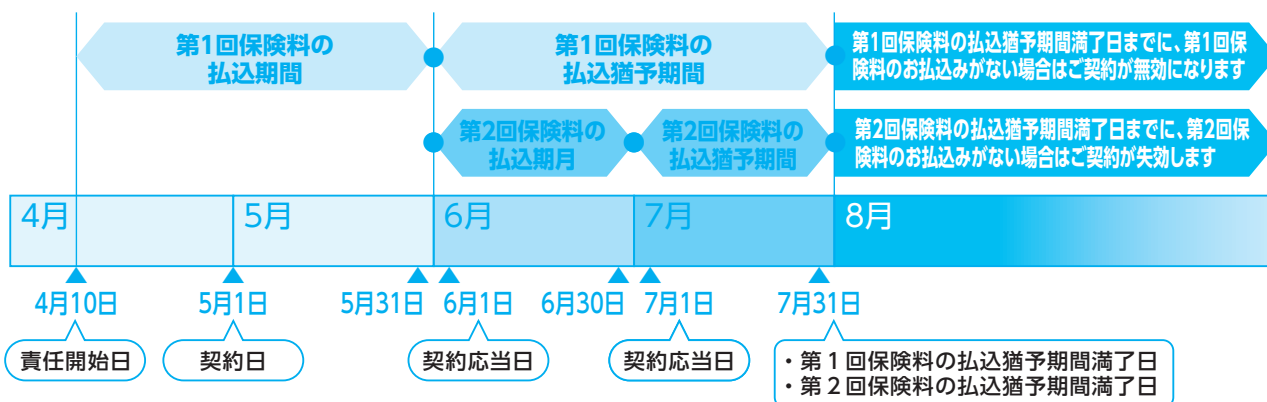 第1回保険料の
払込期間
第1回保険料の
払込猶予期間
第1回保険料の払込猶予期間満了日までに、第1回保
険料のお払込みがない場合はご契約が無効になります
第2回保険料の
払込期月
第2回保険料の
払込猶予期間
第2回保険料の払込猶予期間満了日までに、第2回保
険料のお払込みがない場合はご契約が失効します
4月
5月
6月
7月
8月
4月10日
5月1日
5月31日
6月1日
6月30日
7月1日
7月31日
責任開始日
契約日
契約応当日
契約応当日
・第1回保険料の払込猶予期間満了日
・第2回保険料の払込猶予期間満了日